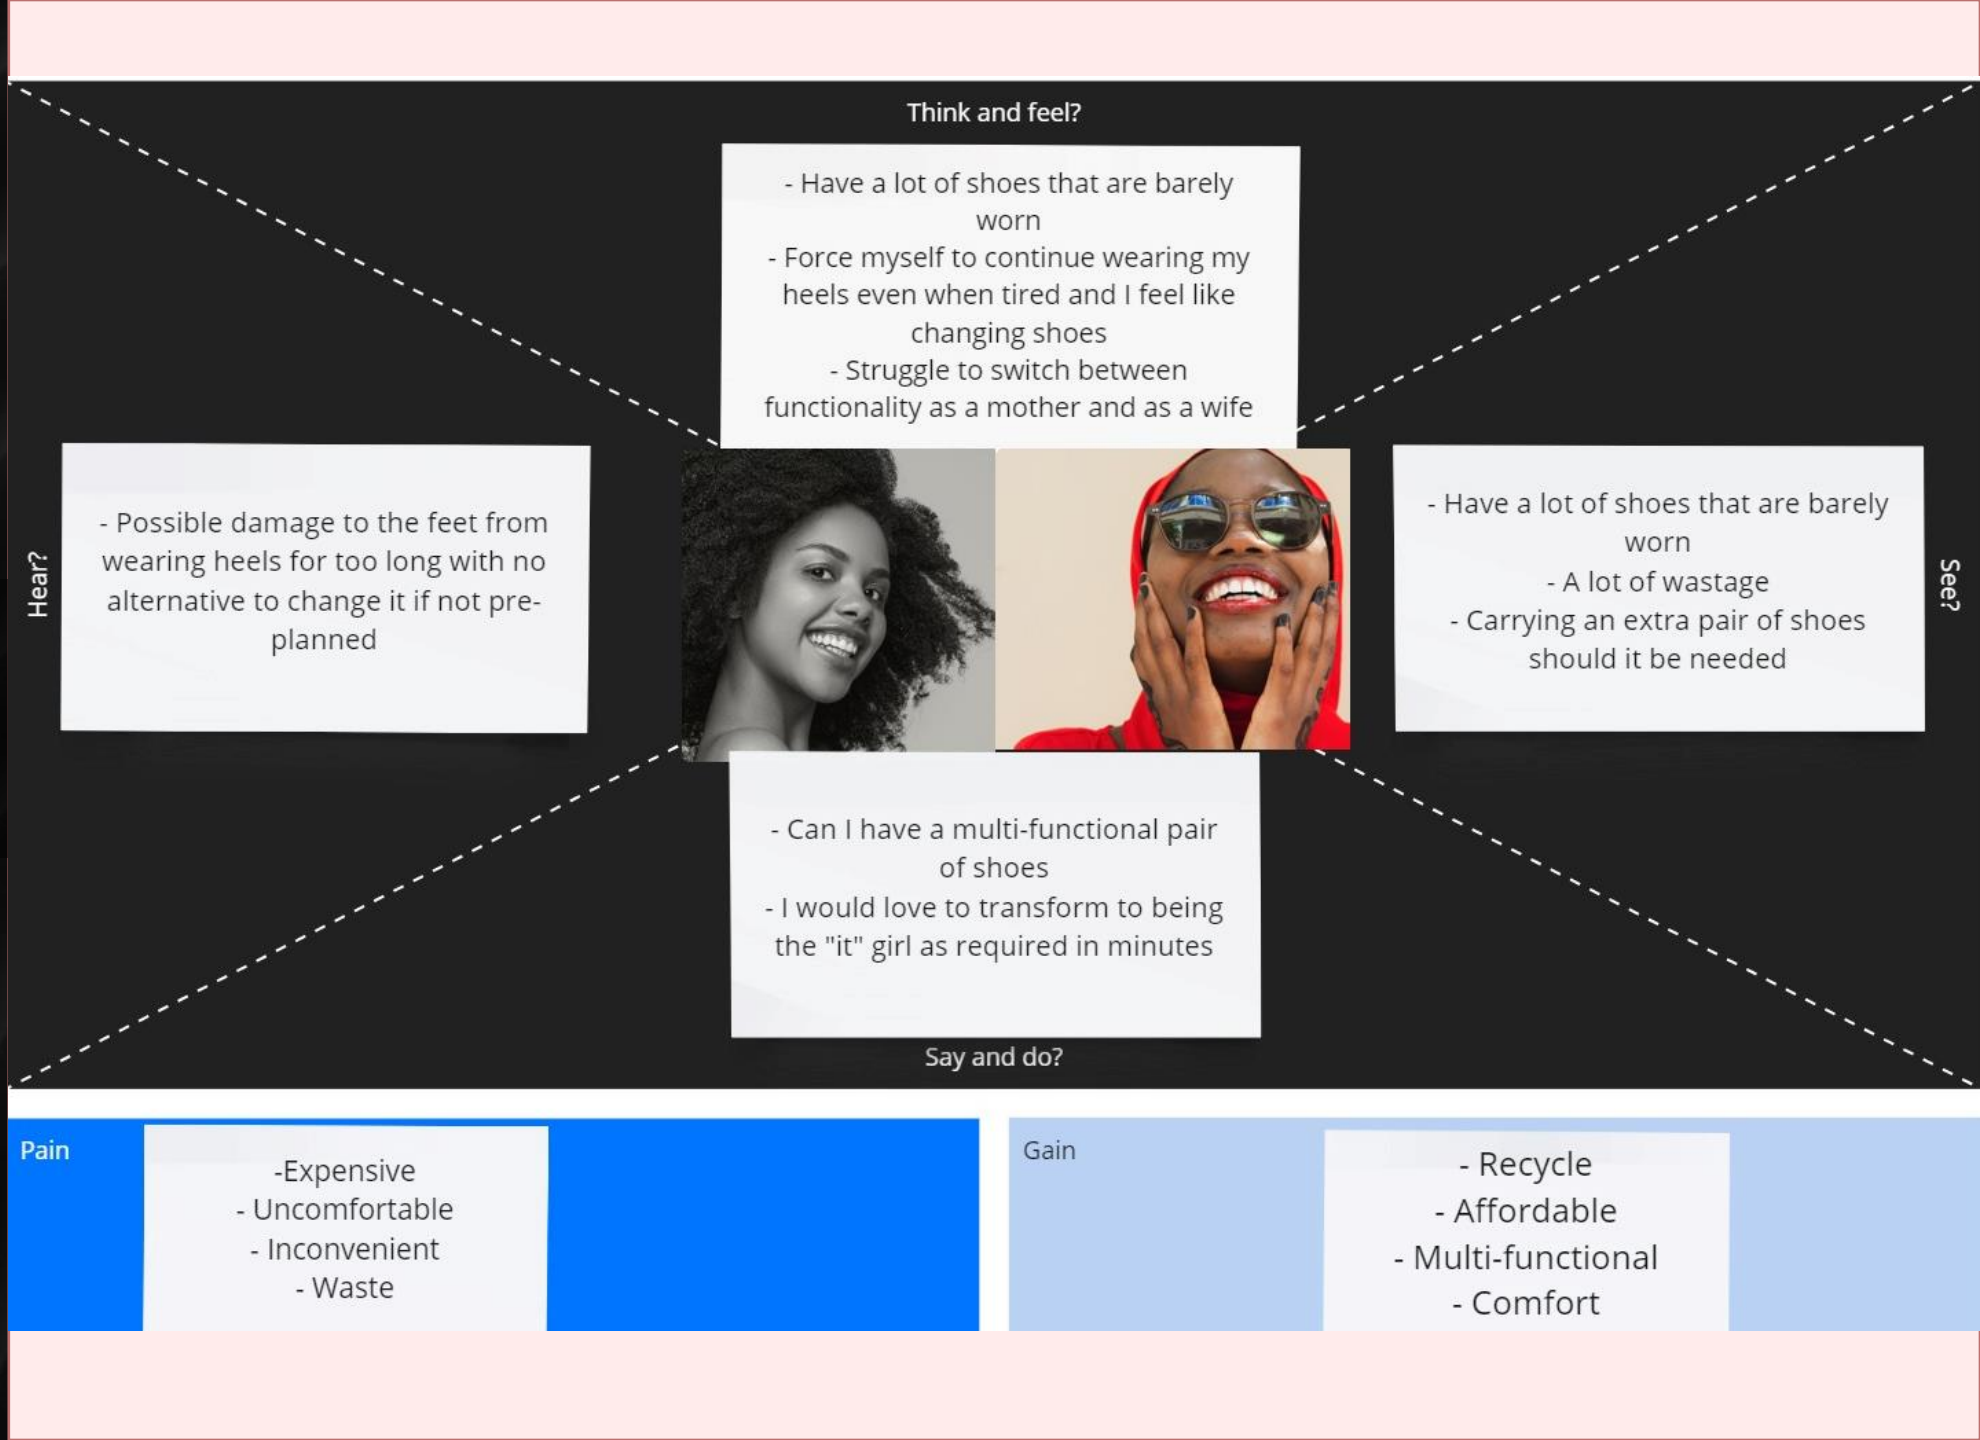 Think and feel?
- Have a lot of shoes that are barely
worn
- Force myself to continue wearing my
heels even when tired and I feel like
changing shoes
- Struggle to switch between
functionality as a mother and as a wife
Hear?
- Possible damage to the feet from
wearing heels for too long with no
alternative to change it if not pre-
planned
- Have a lot of shoes that are barely
worn
- A lot of wastage
- Carrying an extra pair of shoes
should it be needed
See?
- Can I have a multi-functional pair
of shoes
- I would love to transform to being
the "it" girl as required in minutes
Say and do?
Pain
-Expensive
- Uncomfortable
- Inconvenient
- Waste
Gain
- Recycle
- Affordable
- Multi-functional
- Comfort